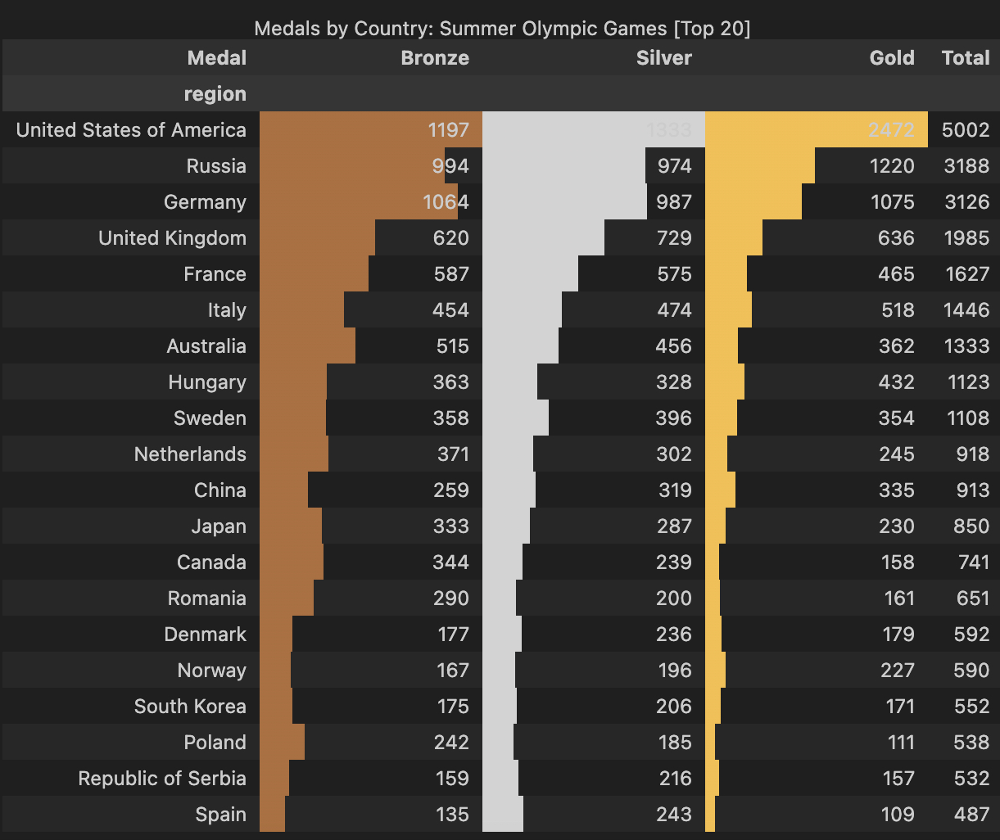 Medals by Country: Summer Olympic Games [Top 20]
Medal Bronze Silver Gold Total
region
United States of America 1197 1333 2472 5002
Russia 994 974 1220 3188
Germany 1064 987 1075 3126
United Kingdom 620 729 636 1985
France 587 575 465 1627
Italy 454 474 518 1446
Australia 515 456 362 1333
Hungary 363 328 432 1123
Sweden 358 396 354 1108
Netherlands 371 302 245 918
China 259 319 335 913
Japan 333 287 230 850
Canada 344 239 158 741
Romania 290 200 161 651
Denmark 177 236 179 592
Norway 167 196 227 590
South Korea 175 206 171 552
Poland 242 185 111 538
Republic of Serbia 159 216 157 532
Spain 135 243 109 487